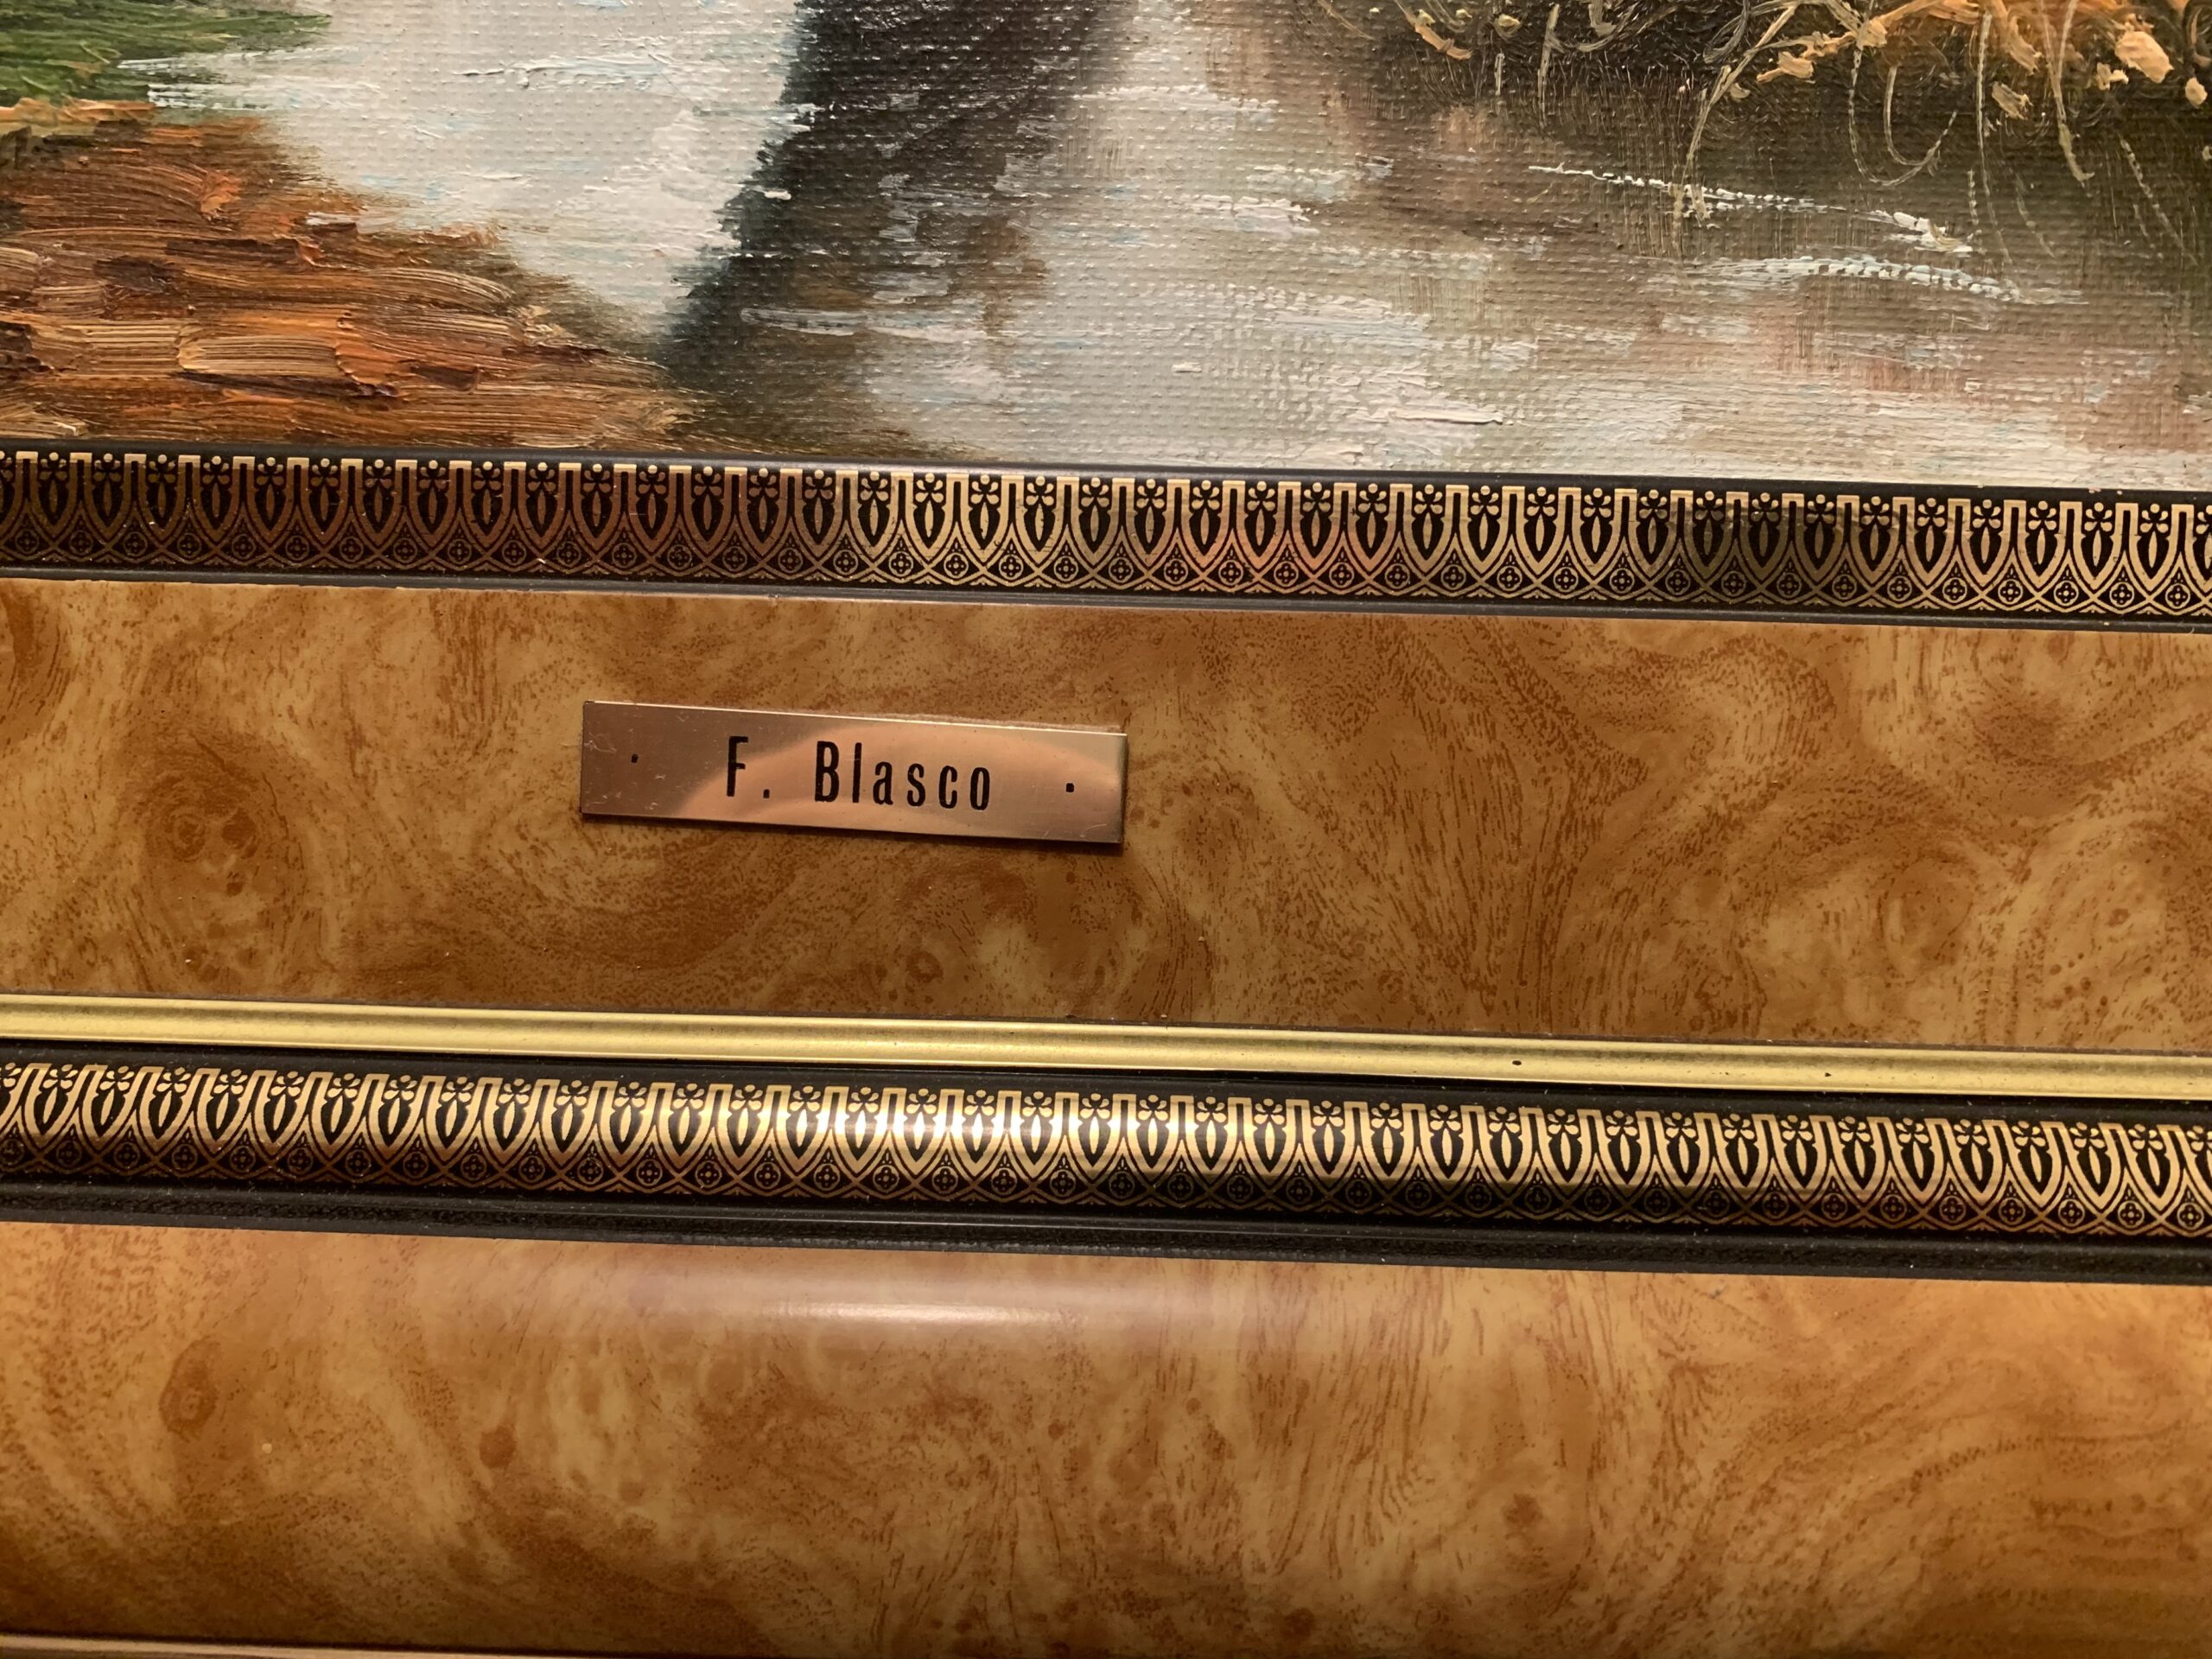 · F. Blasco ·